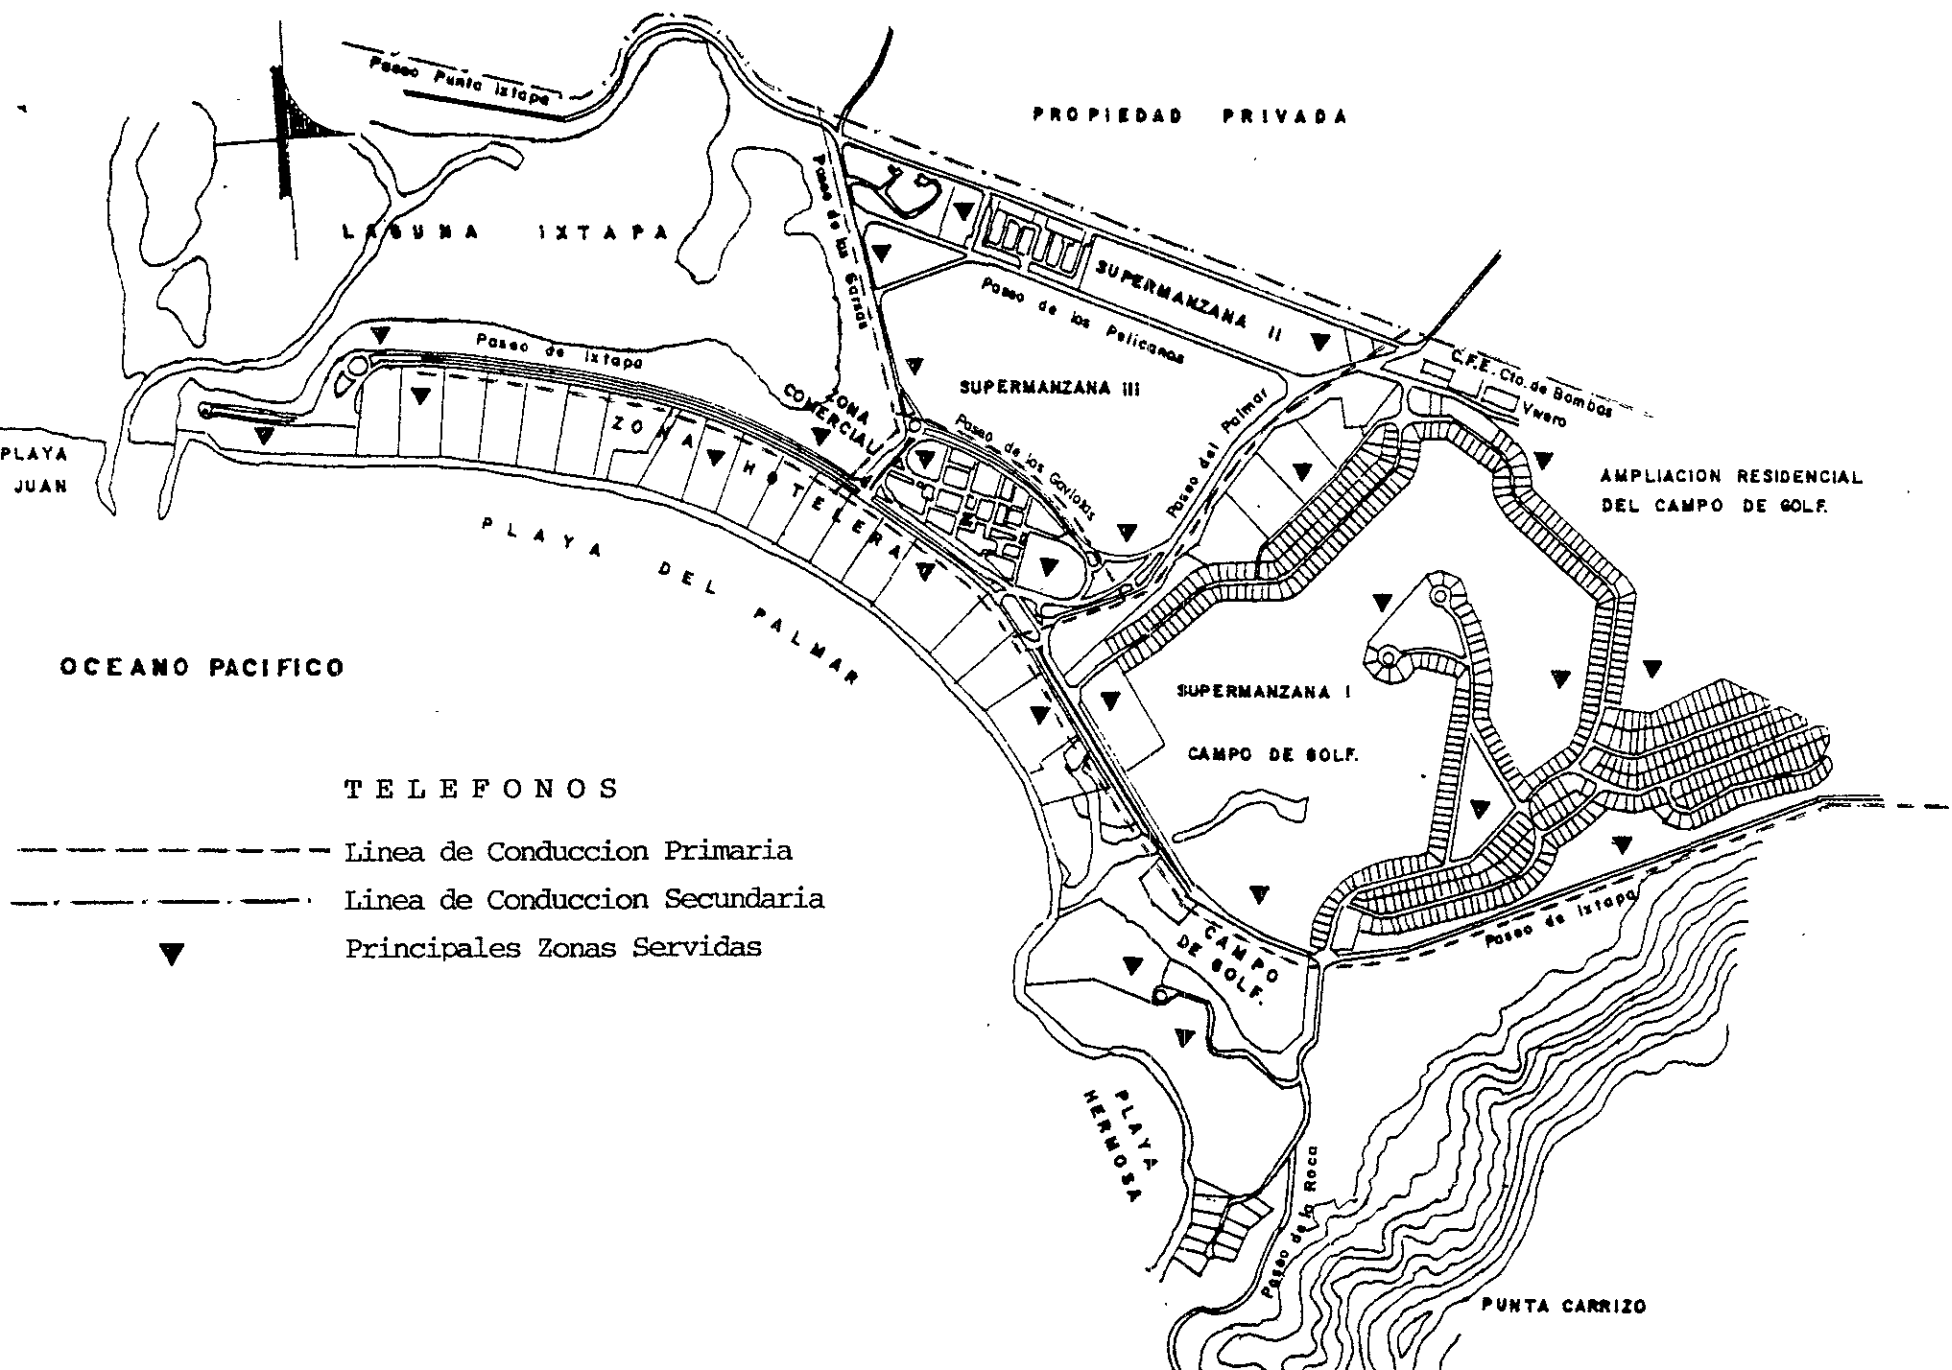 Paseo Punta Ixtapa
PROPIEDAD PRIVADA
LAGUNA IXTAPA
Paseo de las Garzas
SUPERMANZANA II
Paseo de los Pelicanos
Paseo de Ixtapa
C.F.E. Cto. de Bombas
Vivero
SUPERMANZANA III
ZONA
COMERCIAL
Paseo de las Gaviotas
Paseo del Palmar
ZONA HOTELERA
PLAYA
JUAN
AMPLIACION RESIDENCIAL
DEL CAMPO DE GOLF.
PLAYA DEL PALMAR
OCEANO PACIFICO
SUPERMANZANA I
CAMPO DE GOLF.
TELEFONOS
Linea de Conduccion Primaria
Linea de Conduccion Secundaria
Principales Zonas Servidas
CAMPO
DE GOLF.
Paseo de Ixtapa
PLAYA
HERMOSA
Paseo de la Roca
PUNTA CARRIZO